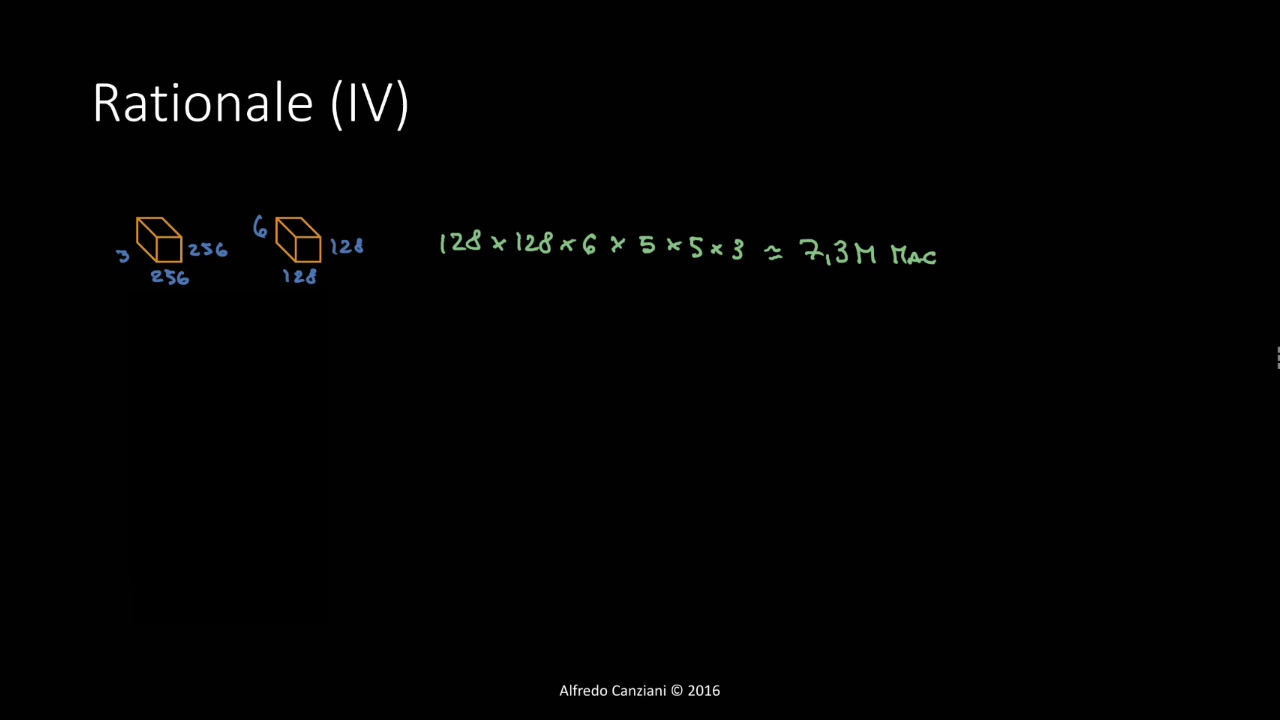 Rationale (IV)
3 256 256
6 128 128
128 × 128 × 6 × 5 × 5 × 3 ≃ 7,3M MAC
Alfredo Canziani © 2016